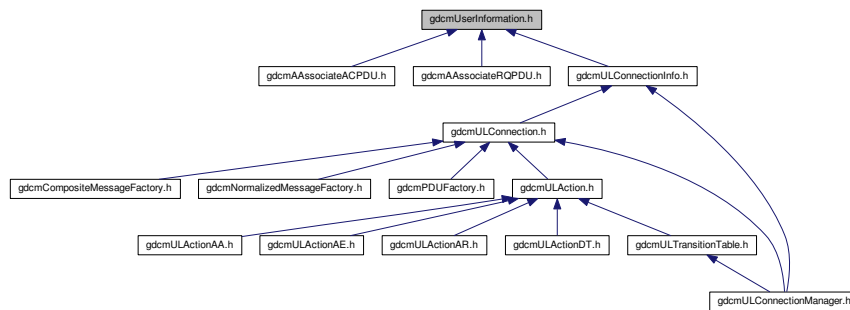 gdcmUserInformation.h
gdcmAAssociateACPDU.h
gdcmAAssociateRQPDU.h
gdcmULConnectionInfo.h
gdcmULConnection.h
gdcmCompositeMessageFactory.h
gdcmNormalizedMessageFactory.h
gdcmPDUFactory.h
gdcmULAction.h
gdcmULActionAA.h
gdcmULActionAE.h
gdcmULActionAR.h
gdcmULActionDT.h
gdcmULTransitionTable.h
gdcmULConnectionManager.h